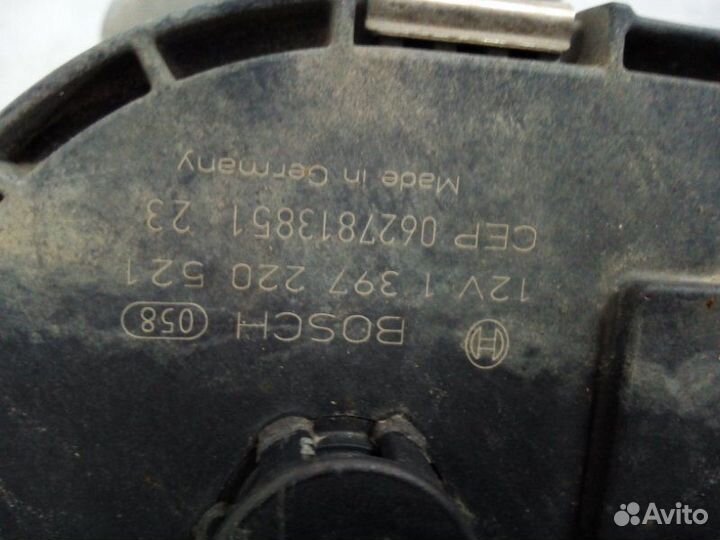 BOSCH 058
12V 1 397 220 521
CEP 0627813851 23
Made in Germany
Avito